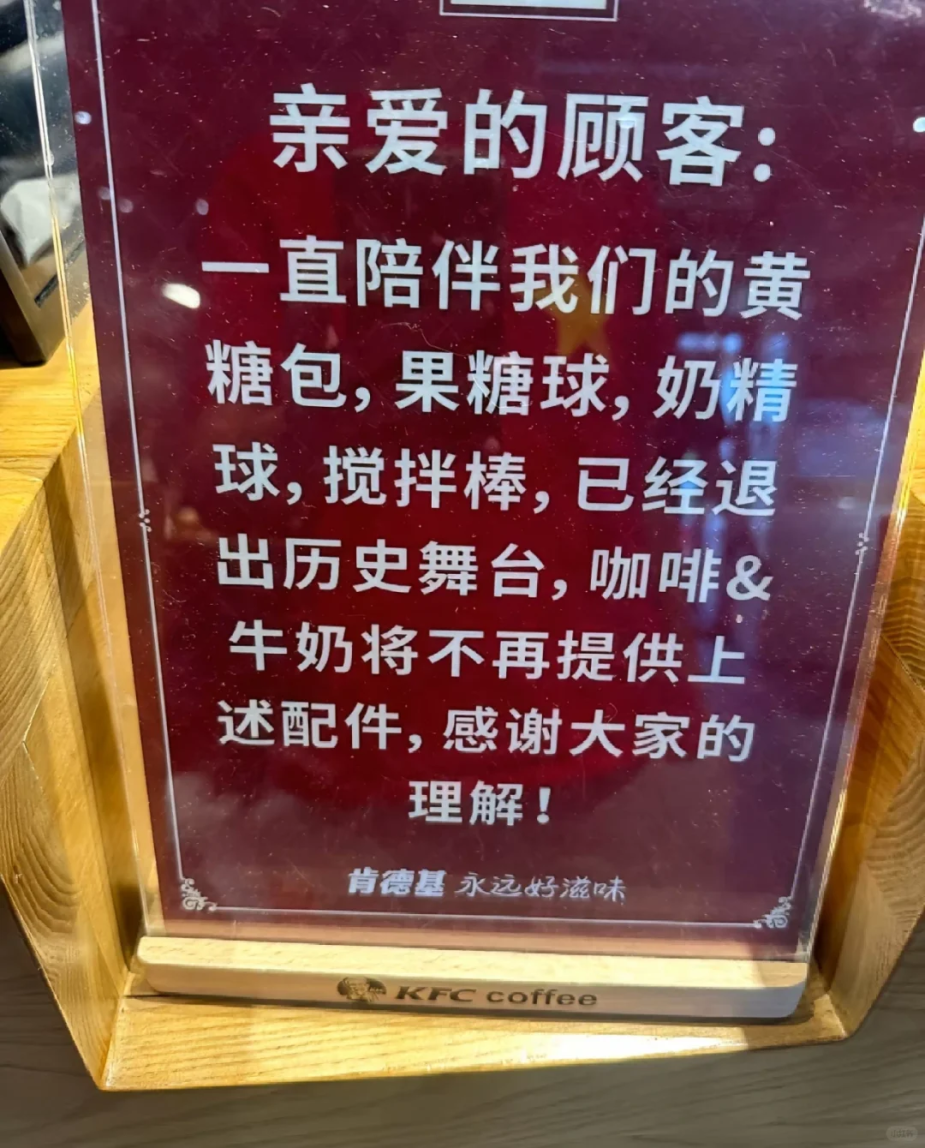 亲爱的顾客:
一直陪伴我们的黄
糖包,果糖球,奶精
球,搅拌棒,已经退
出历史舞台,咖啡&
牛奶将不再提供上
述配件,感谢大家的
理解!
肯德基 永远好滋味
KFC coffee